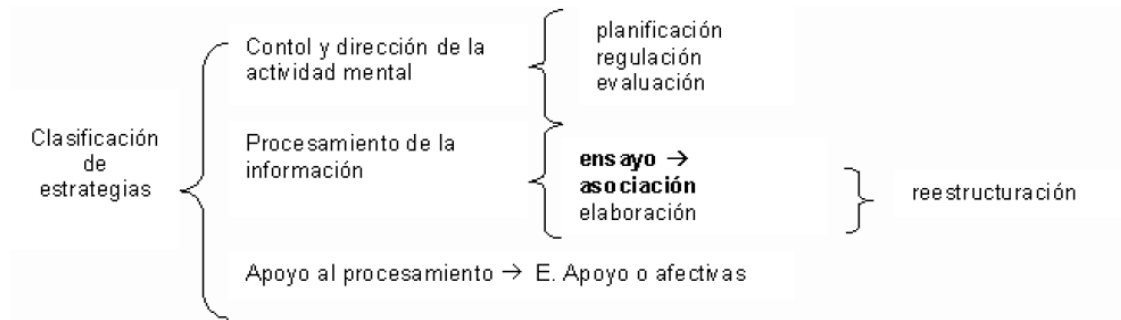 Clasificación
de
estrategias
Contol y dirección de la
actividad mental
planificación
regulación
evaluación
Procesamiento de la
información
ensayo →
asociación
elaboración
reestructuración
Apoyo al procesamiento → E. Apoyo o afectivas